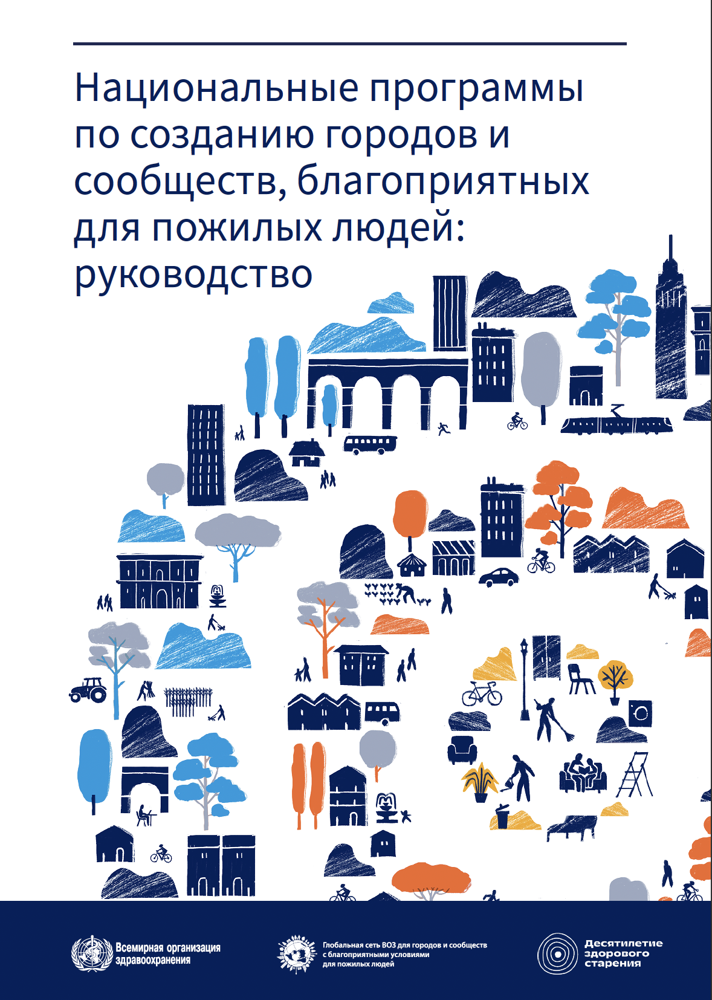 Национальные программы
по созданию городов и
сообществ, благоприятных
для пожилых людей:
руководство
Всемирная организация
здравоохранения
Глобальная сеть ВОЗ для городов и сообществ
с благоприятными условиями
для пожилых людей
Десятилетие
здорового
старения